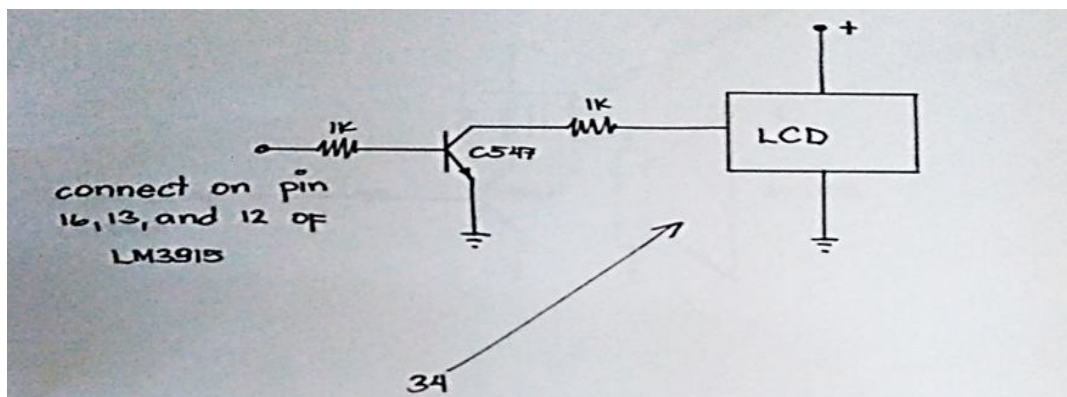 +
1K
1K
C547
LCD
connect on pin
16, 13, and 12 OF
LM3915
34